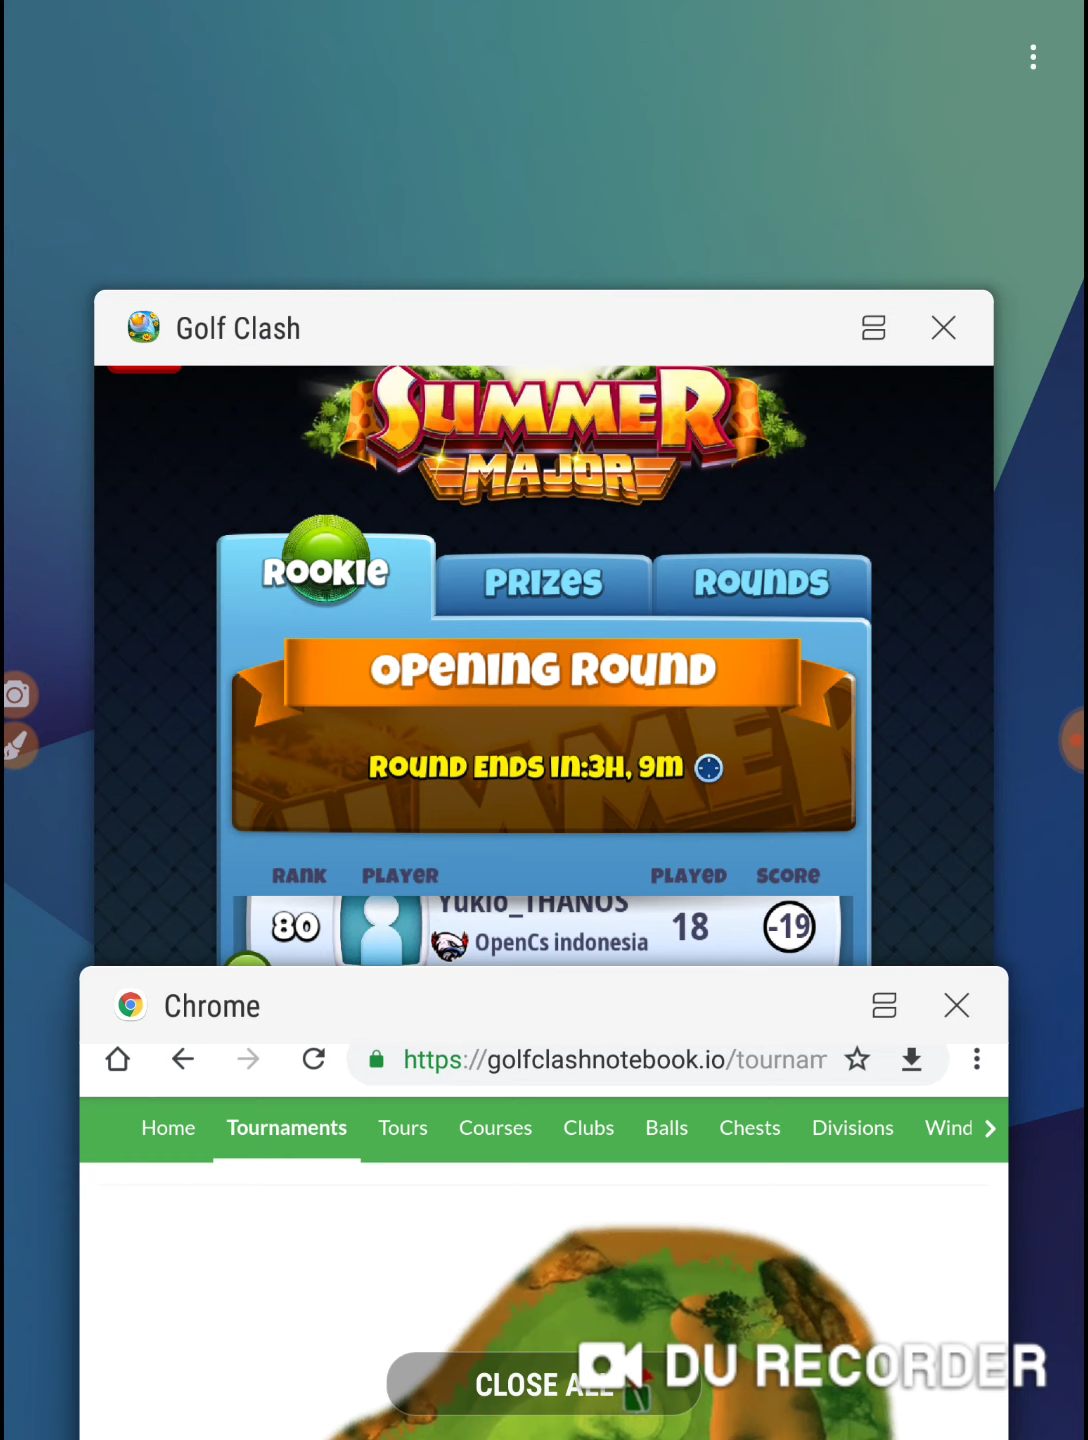 Golf Clash
SUMMER
MAJOR
ROOKIE
PRIZES
ROUNDS
OPENING ROUND
ROUND ENDS IN:3H, 9M
RANK PLAYER PLAYED SCORE
80 Yukio_THANOS 18 -19
OpenCs indonesia
Chrome
https://golfclashnotebook.io/tournam
Home Tournaments Tours Courses Clubs Balls Chests Divisions Wind
CLOSE ALL
DU RECORDER